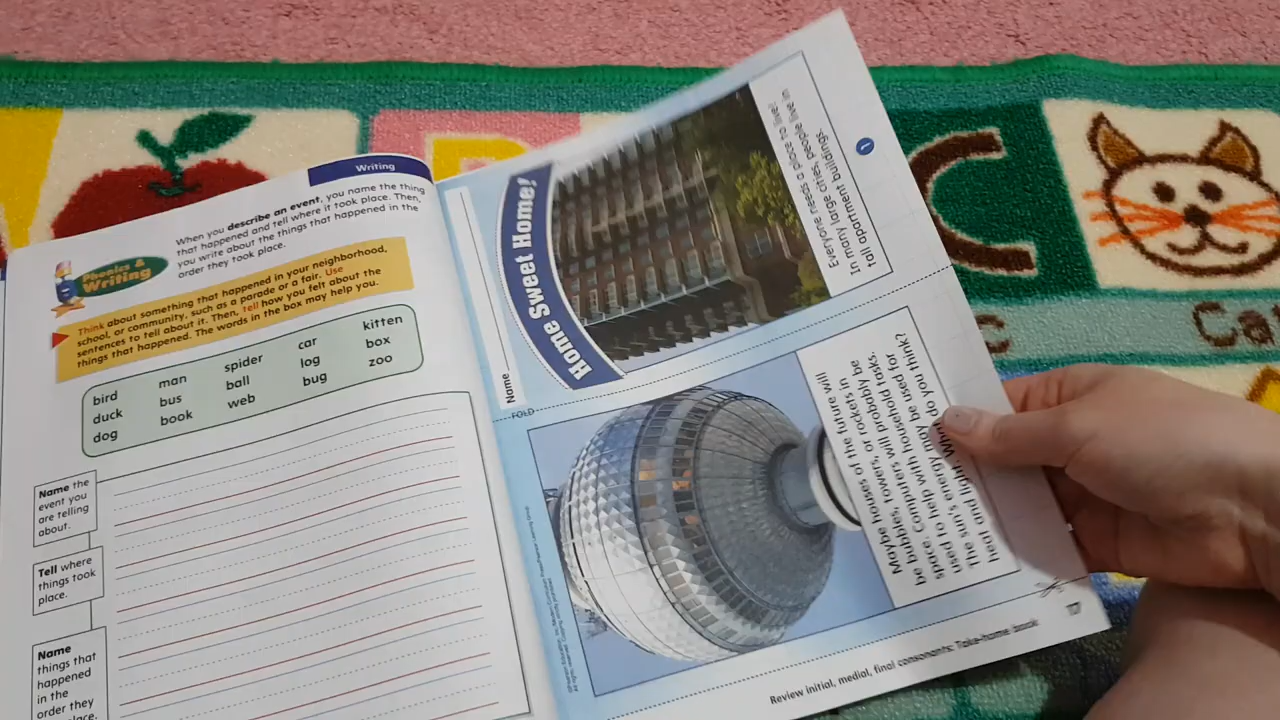 Writing
Phonics &
Writing
When you describe an event, you name the thing
that happened and tell where it took place. Then,
you write about the things that happened in the
order they took place.
Think about something that happened in your neighborhood,
school, or community, such as a parade or a fair. Use
sentences to tell about it. Then, tell how you felt about the
things that happened. The words in the box may help you.
bird man spider car kitten
duck bus ball log box
dog book web bug zoo
Name the
event you
are telling
about.
Tell where
things took
place.
Name
things that
happened
in the
order they
place.
Name
Home Sweet Home!
Everyone needs a place to live!
In many large cities, people live in
tall apartment buildings.
1
FOLD
Maybe houses of the future will
be bubbles, towers, or rockets in
space. Computers will probably be
used to help with household tasks.
The sun's energy may be used for
heat and light. What do you think?
Review initial, medial, final consonants: Take-home book
17
C
Ca
c